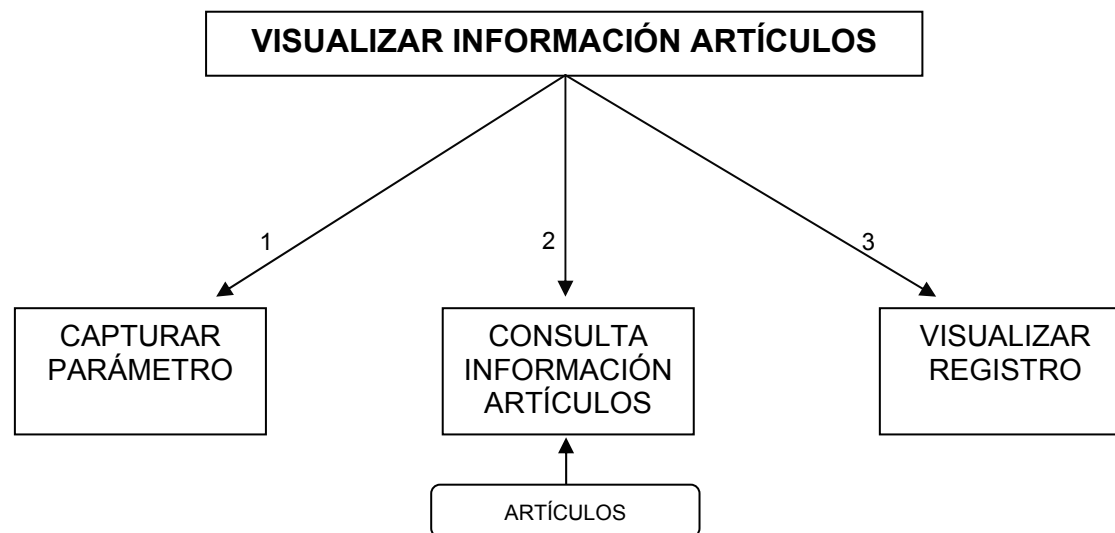 VISUALIZAR INFORMACIÓN ARTÍCULOS
1
2
3
CAPTURAR
PARÁMETRO
CONSULTA
INFORMACIÓN
ARTÍCULOS
VISUALIZAR
REGISTRO
ARTÍCULOS